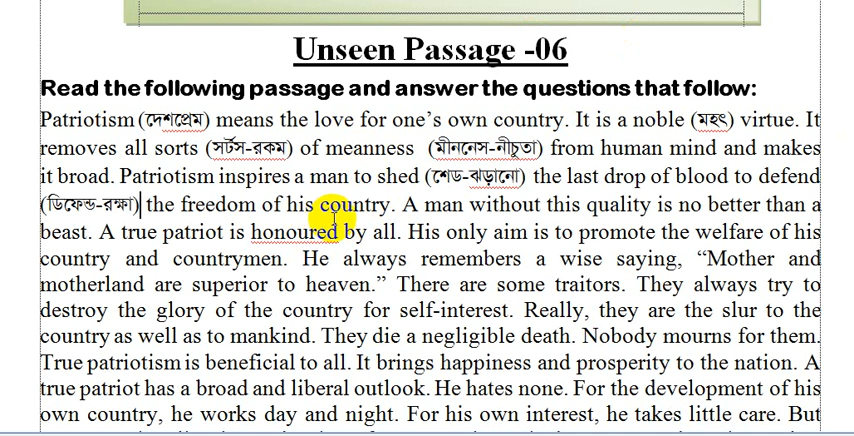 Unseen Passage -06
Read the following passage and answer the questions that follow:
Patriotism (দেশপ্রেম) means the love for one's own country. It is a noble (মহৎ) virtue. It
removes all sorts (সর্টস-রকম) of meanness (মীননেস-নীচুতা) from human mind and makes
it broad. Patriotism inspires a man to shed (শেড-ঝড়ানো) the last drop of blood to defend
(ডিফেন্ড-রক্ষা) the freedom of his country. A man without this quality is no better than a
beast. A true patriot is honoured by all. His only aim is to promote the welfare of his
country and countrymen. He always remembers a wise saying, “Mother and
motherland are superior to heaven.” There are some traitors. They always try to
destroy the glory of the country for self-interest. Really, they are the slur to the
country as well as to mankind. They die a negligible death. Nobody mourns for them.
True patriotism is beneficial to all. It brings happiness and prosperity to the nation. A
true patriot has a broad and liberal outlook. He hates none. For the development of his
own country, he works day and night. For his own interest, he takes little care. But